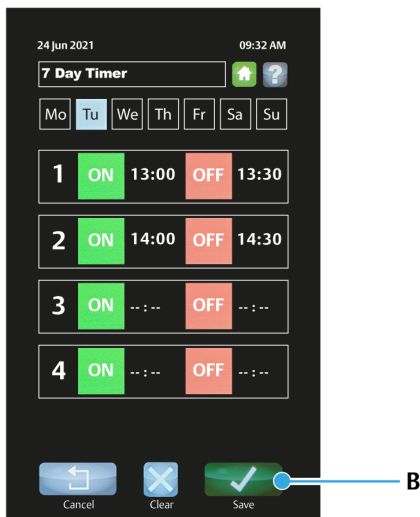 24 Jun 2021 09:32 AM
7 Day Timer ?
Mo Tu We Th Fr Sa Su
1 ON 13:00 OFF 13:30
2 ON 14:00 OFF 14:30
3 ON --:-- OFF --:--
4 ON --:-- OFF --:--
B
Cancel Clear Save